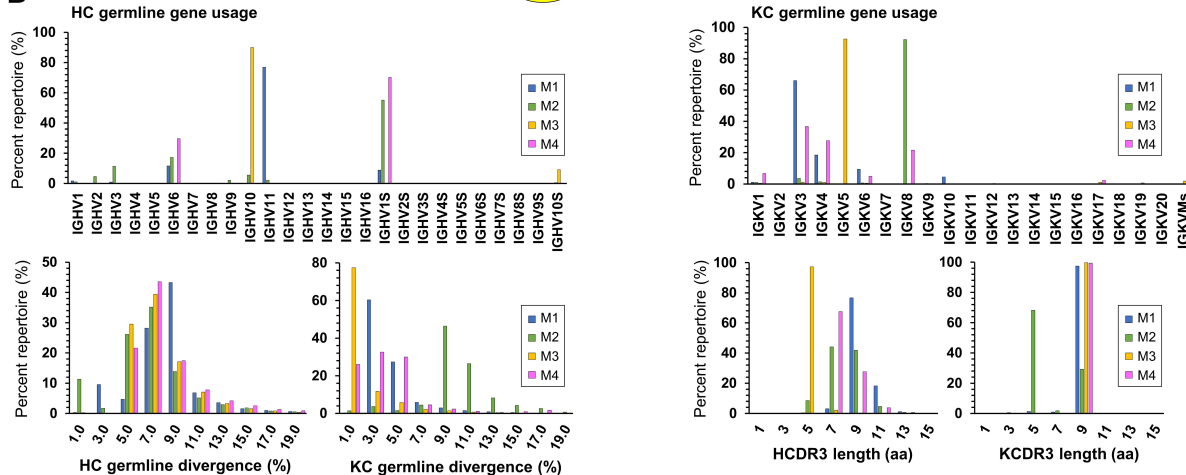 HC germline gene usage
Percent repertoire (%)
100
80
60
40
20
0
IGHV1
IGHV2
IGHV3
IGHV5
IGHV6
IGHV7
IGHV8
IGHV9
IGHV10
IGHV11
IGHV12
IGHV13
IGHV14
IGHV15
IGHV16
IGHV1S
IGHV2S
IGHV3S
IGHV4S
IGHV5S
IGHV6S
IGHV7S
IGHV8S
IGHV9S
IGHV10S
M1
M2
M3
M4
KC germline gene usage
Percent repertoire (%)
100
80
60
40
20
0
IGKV1
IGKV2
IGKV3
IGKV4
IGKV5
IGKV6
IGKV7
IGKV8
IGKV9
IGKV10
IGKV11
IGKV12
IGKV13
IGKV14
IGKV15
IGKV16
IGKV17
IGKV18
IGKV19
IGKV20
IGKVMs
M1
M2
M3
M4
Percent repertoire (%)
50
40
30
20
10
0
1.0
3.0
5.0
7.0
9.0
11.0
13.0
15.0
17.0
19.0
HC germline divergence (%)
80
60
40
20
0
1.0
3.0
5.0
7.0
9.0
11.0
13.0
15.0
17.0
19.0
KC germline divergence (%)
M1
M2
M3
M4
Percent repertoire (%)
100
80
60
40
20
0
1
3
5
7
9
11
13
15
HCDR3 length (aa)
100
80
60
40
20
0
1
3
5
7
9
11
13
15
KCDR3 length (aa)
M1
M2
M3
M4